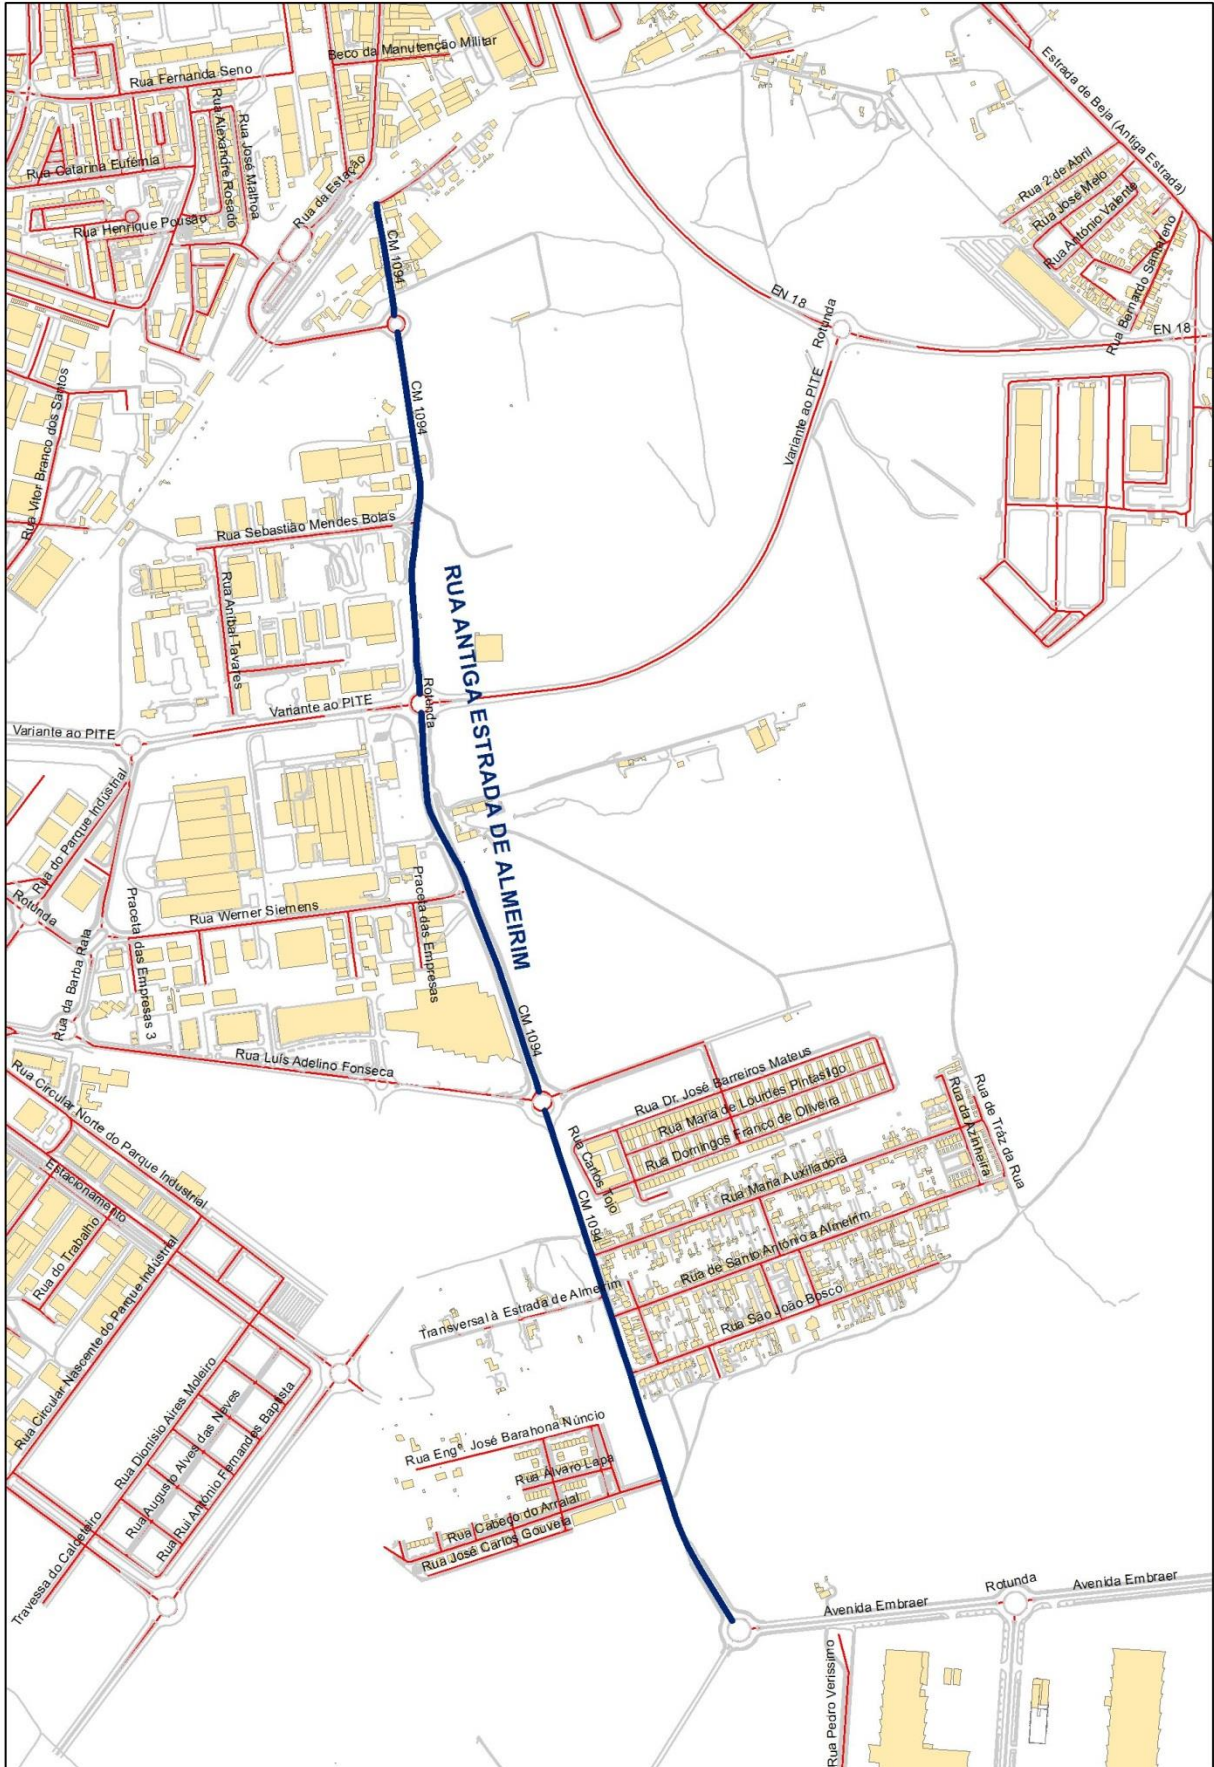 Beco da Manutenção Militar
Rua Fernanda Seno
Estrada de Beja (Antiga Estrada)
Rua Alexandre Rosado
Rua José Malhoa
Rua Catarina Eufémia
Rua da Estação
Rua 2 de Abril
Rua José Melo
Rua António Valente
Rua Henrique Pousão
CM 1094
Rua Bernardo Santareno
EN 18
Rotunda
EN 18
Variante ao PITE
CM 1094
Rua Vitor Branco dos Santos
Rua Sebastião Mendes Bolas
Rua Aníbal Tavares
RUA ANTIGA ESTRADA DE ALMEIRIM
Rotunda
Variante ao PITE
Variante ao PITE
Rua do Parque Industrial
Rotunda
Praceta das Empresas 3
Rua Werner Siemens
Praceta das Empresas
Rua da Barba Rala
CM 1094
Rua Luís Adelino Fonseca
Rua Dr. José Barreiros Mateus
Rua Maria de Lourdes Pintasilgo
Rua Domingos Franco de Oliveira
Rua Carlos Tojo
Rua de Tráz da Rua
Rua da Azinheira
Rua Circular Norte do Parque Industrial
Estacionamento
Rua Maria Auxiliadora
CM 1094
Rua de Santo António a Almeirim
Rua do Trabalho
Rua São João Bosco
Transversal à Estrada de Almeirim
Rua Circular Nascente do Parque Industrial
Rua Dionísio Aires Moleiro
Rua Augusto Alves das Neves
Rua Rui António Fernandes Baptista
Rua Engº. José Barahona Núncio
Rua Álvaro Lapa
Rua Cabeço do Arraial
Rua José Carlos Gouveia
Travessa do Calceteiro
Rotunda
Avenida Embraer
Avenida Embraer
Rua Pedro Verissimo